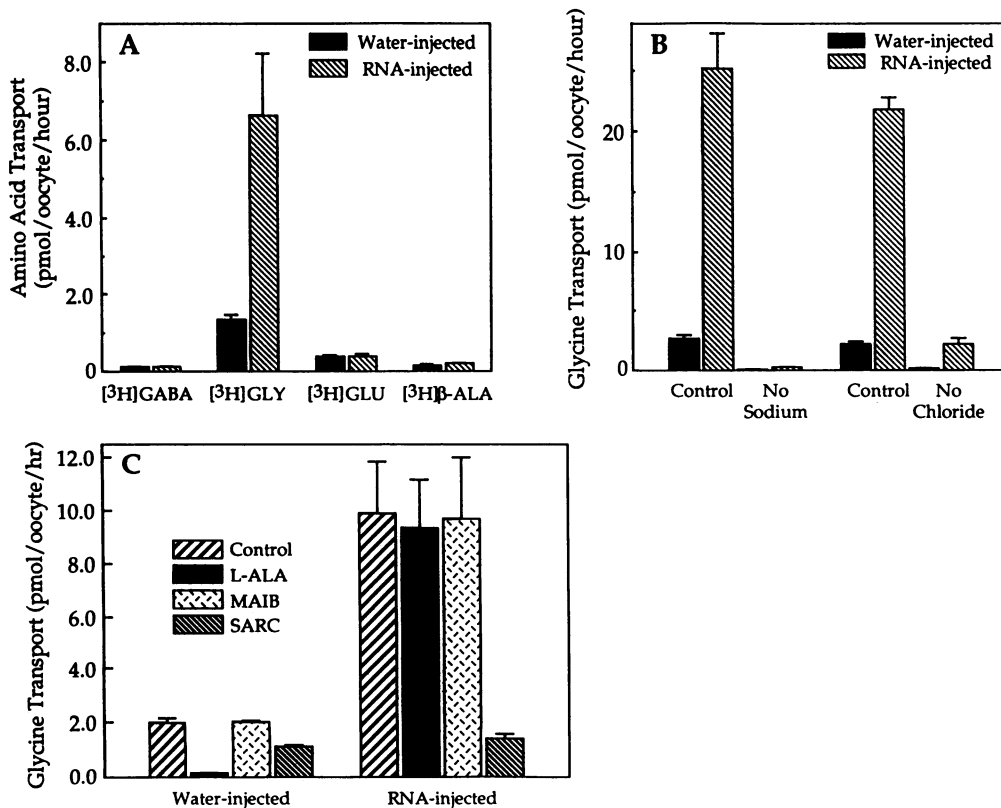 A
Water-injected
RNA-injected
Amino Acid Transport
(pmol/oocyte/hour)
8.0
6.0
4.0
2.0
0
[³H]GABA [³H]GLY [³H]GLU [³H]β-ALA
B
Water-injected
RNA-injected
Glycine Transport (pmol/oocyte/hour)
20
10
0
Control No Sodium Control No Chloride
C
Control
L-ALA
MAIB
SARC
Glycine Transport (pmol/oocyte/hr)
12.0
10.0
8.0
6.0
4.0
2.0
0.0
Water-injected RNA-injected